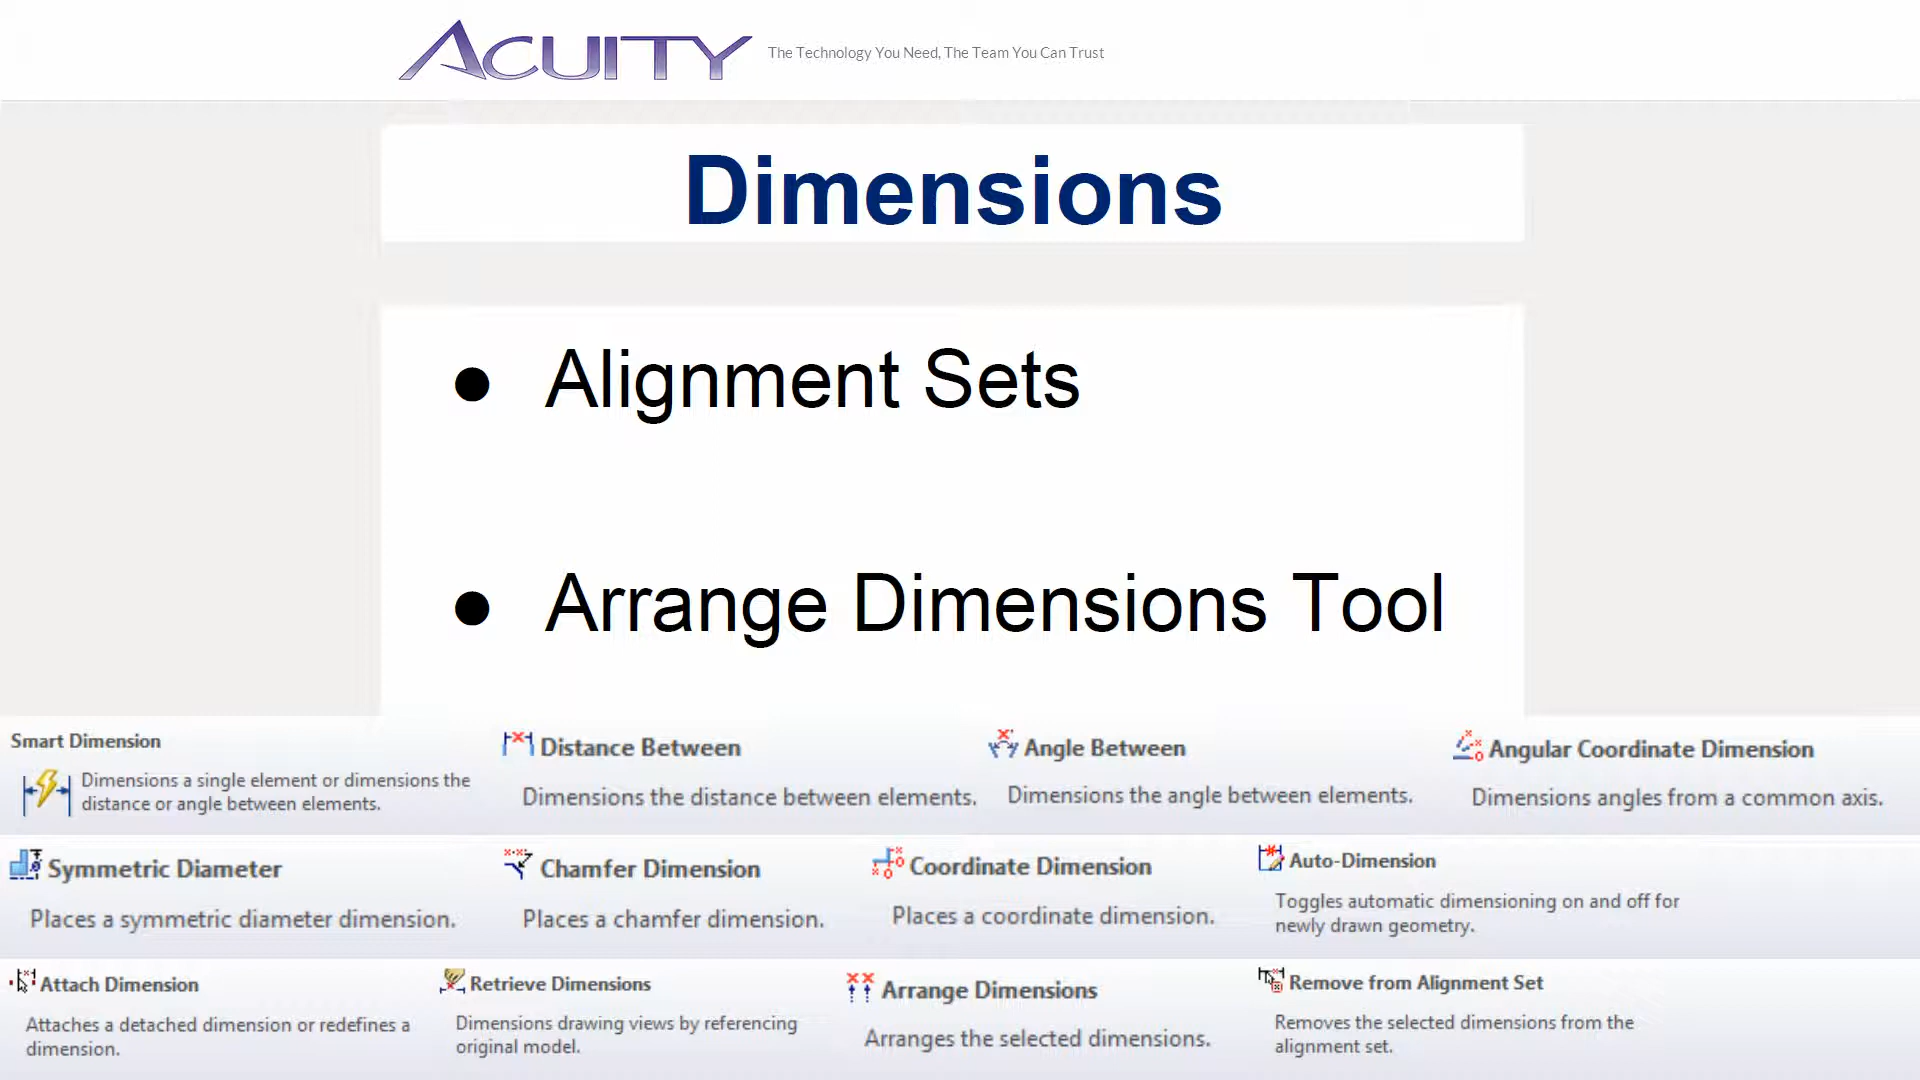 ACUITY The Technology You Need, The Team You Can Trust
Dimensions
● Alignment Sets
● Arrange Dimensions Tool
Smart Dimension
Dimensions a single element or dimensions the
distance or angle between elements.
Distance Between
Dimensions the distance between elements.
Angle Between
Dimensions the angle between elements.
Angular Coordinate Dimension
Dimensions angles from a common axis.
Symmetric Diameter
Places a symmetric diameter dimension.
Chamfer Dimension
Places a chamfer dimension.
Coordinate Dimension
Places a coordinate dimension.
Auto-Dimension
Toggles automatic dimensioning on and off for
newly drawn geometry.
Attach Dimension
Attaches a detached dimension or redefines a
dimension.
Retrieve Dimensions
Dimensions drawing views by referencing
original model.
Arrange Dimensions
Arranges the selected dimensions.
Remove from Alignment Set
Removes the selected dimensions from the
alignment set.